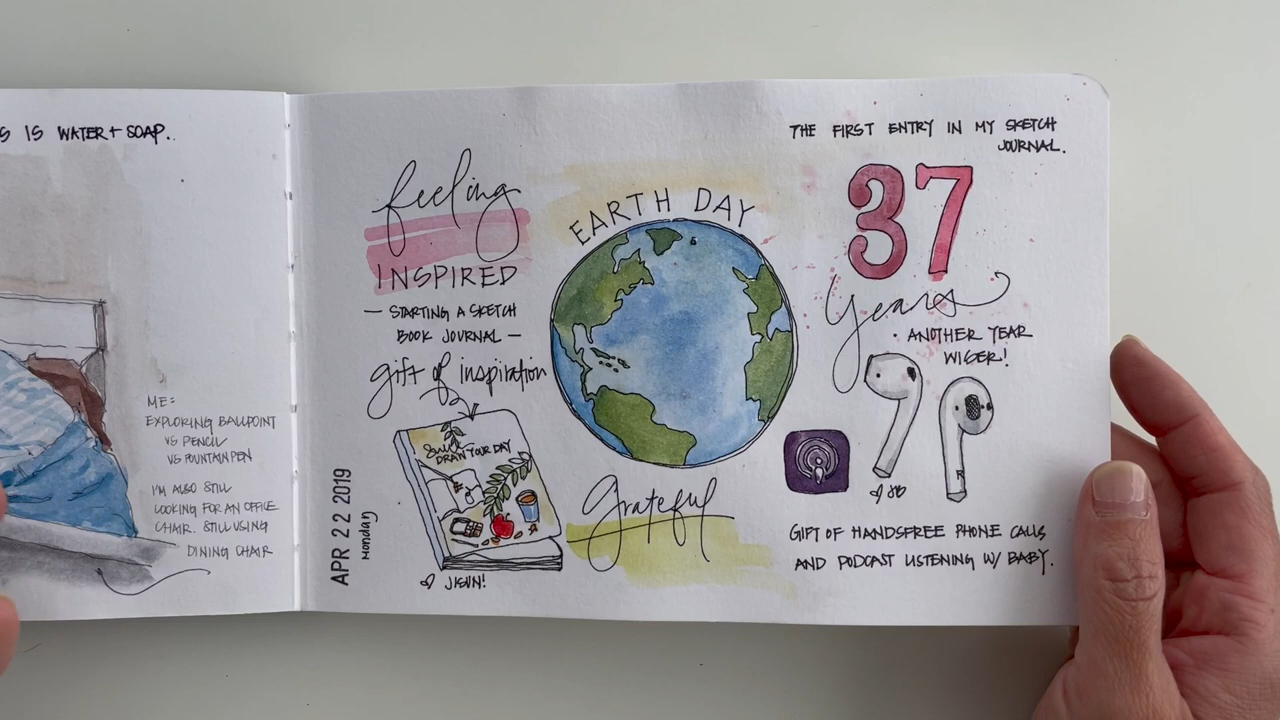 S IS WATER + SOAP..
ME:
EXPLORING BALLPOINT
VS PENCIL
VS FOUNTAIN PEN
I'M ALSO STILL
LOOKING FOR AN OFFICE
CHAIR. STILL USING
DINING CHAIR
feeling
INSPIRED
— STARTING A SKETCH
BOOK JOURNAL —
gift of inspiration
DRAW YOUR DAY
JISUN!
APR 22 2019
Monday
EARTH DAY
grateful
THE FIRST ENTRY IN MY SKETCH
JOURNAL.
37
Years
· ANOTHER YEAR
WISER!
R
GIFT OF HANDSFREE PHONE CALLS
AND PODCAST LISTENING W/ BABY.